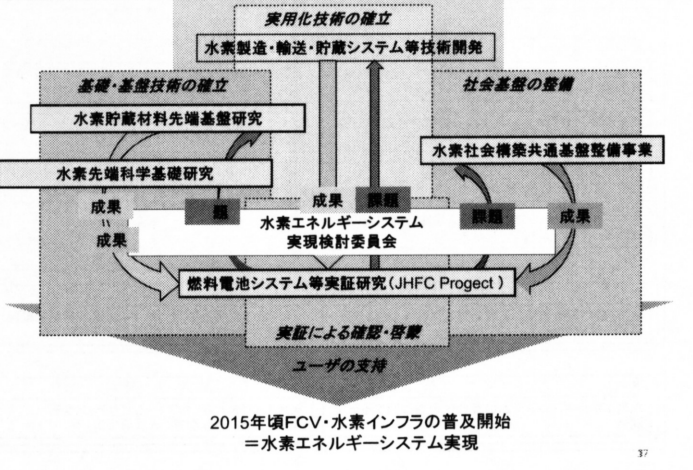 実用化技術の確立
水素製造・輸送・貯蔵システム等技術開発
基礎・基盤技術の確立
社会基盤の整備
水素貯蔵材料先端基盤研究
水素社会構築共通基盤整備事業
水素先端科学基礎研究
成果
題
成果
課題
課題
成果
成果
水素エネルギーシステム
実現検討委員会
燃料電池システム等実証研究(JHFC Progect )
実証による確認・啓蒙
ユーザの支持
2015年頃FCV・水素インフラの普及開始
=水素エネルギーシステム実現
37